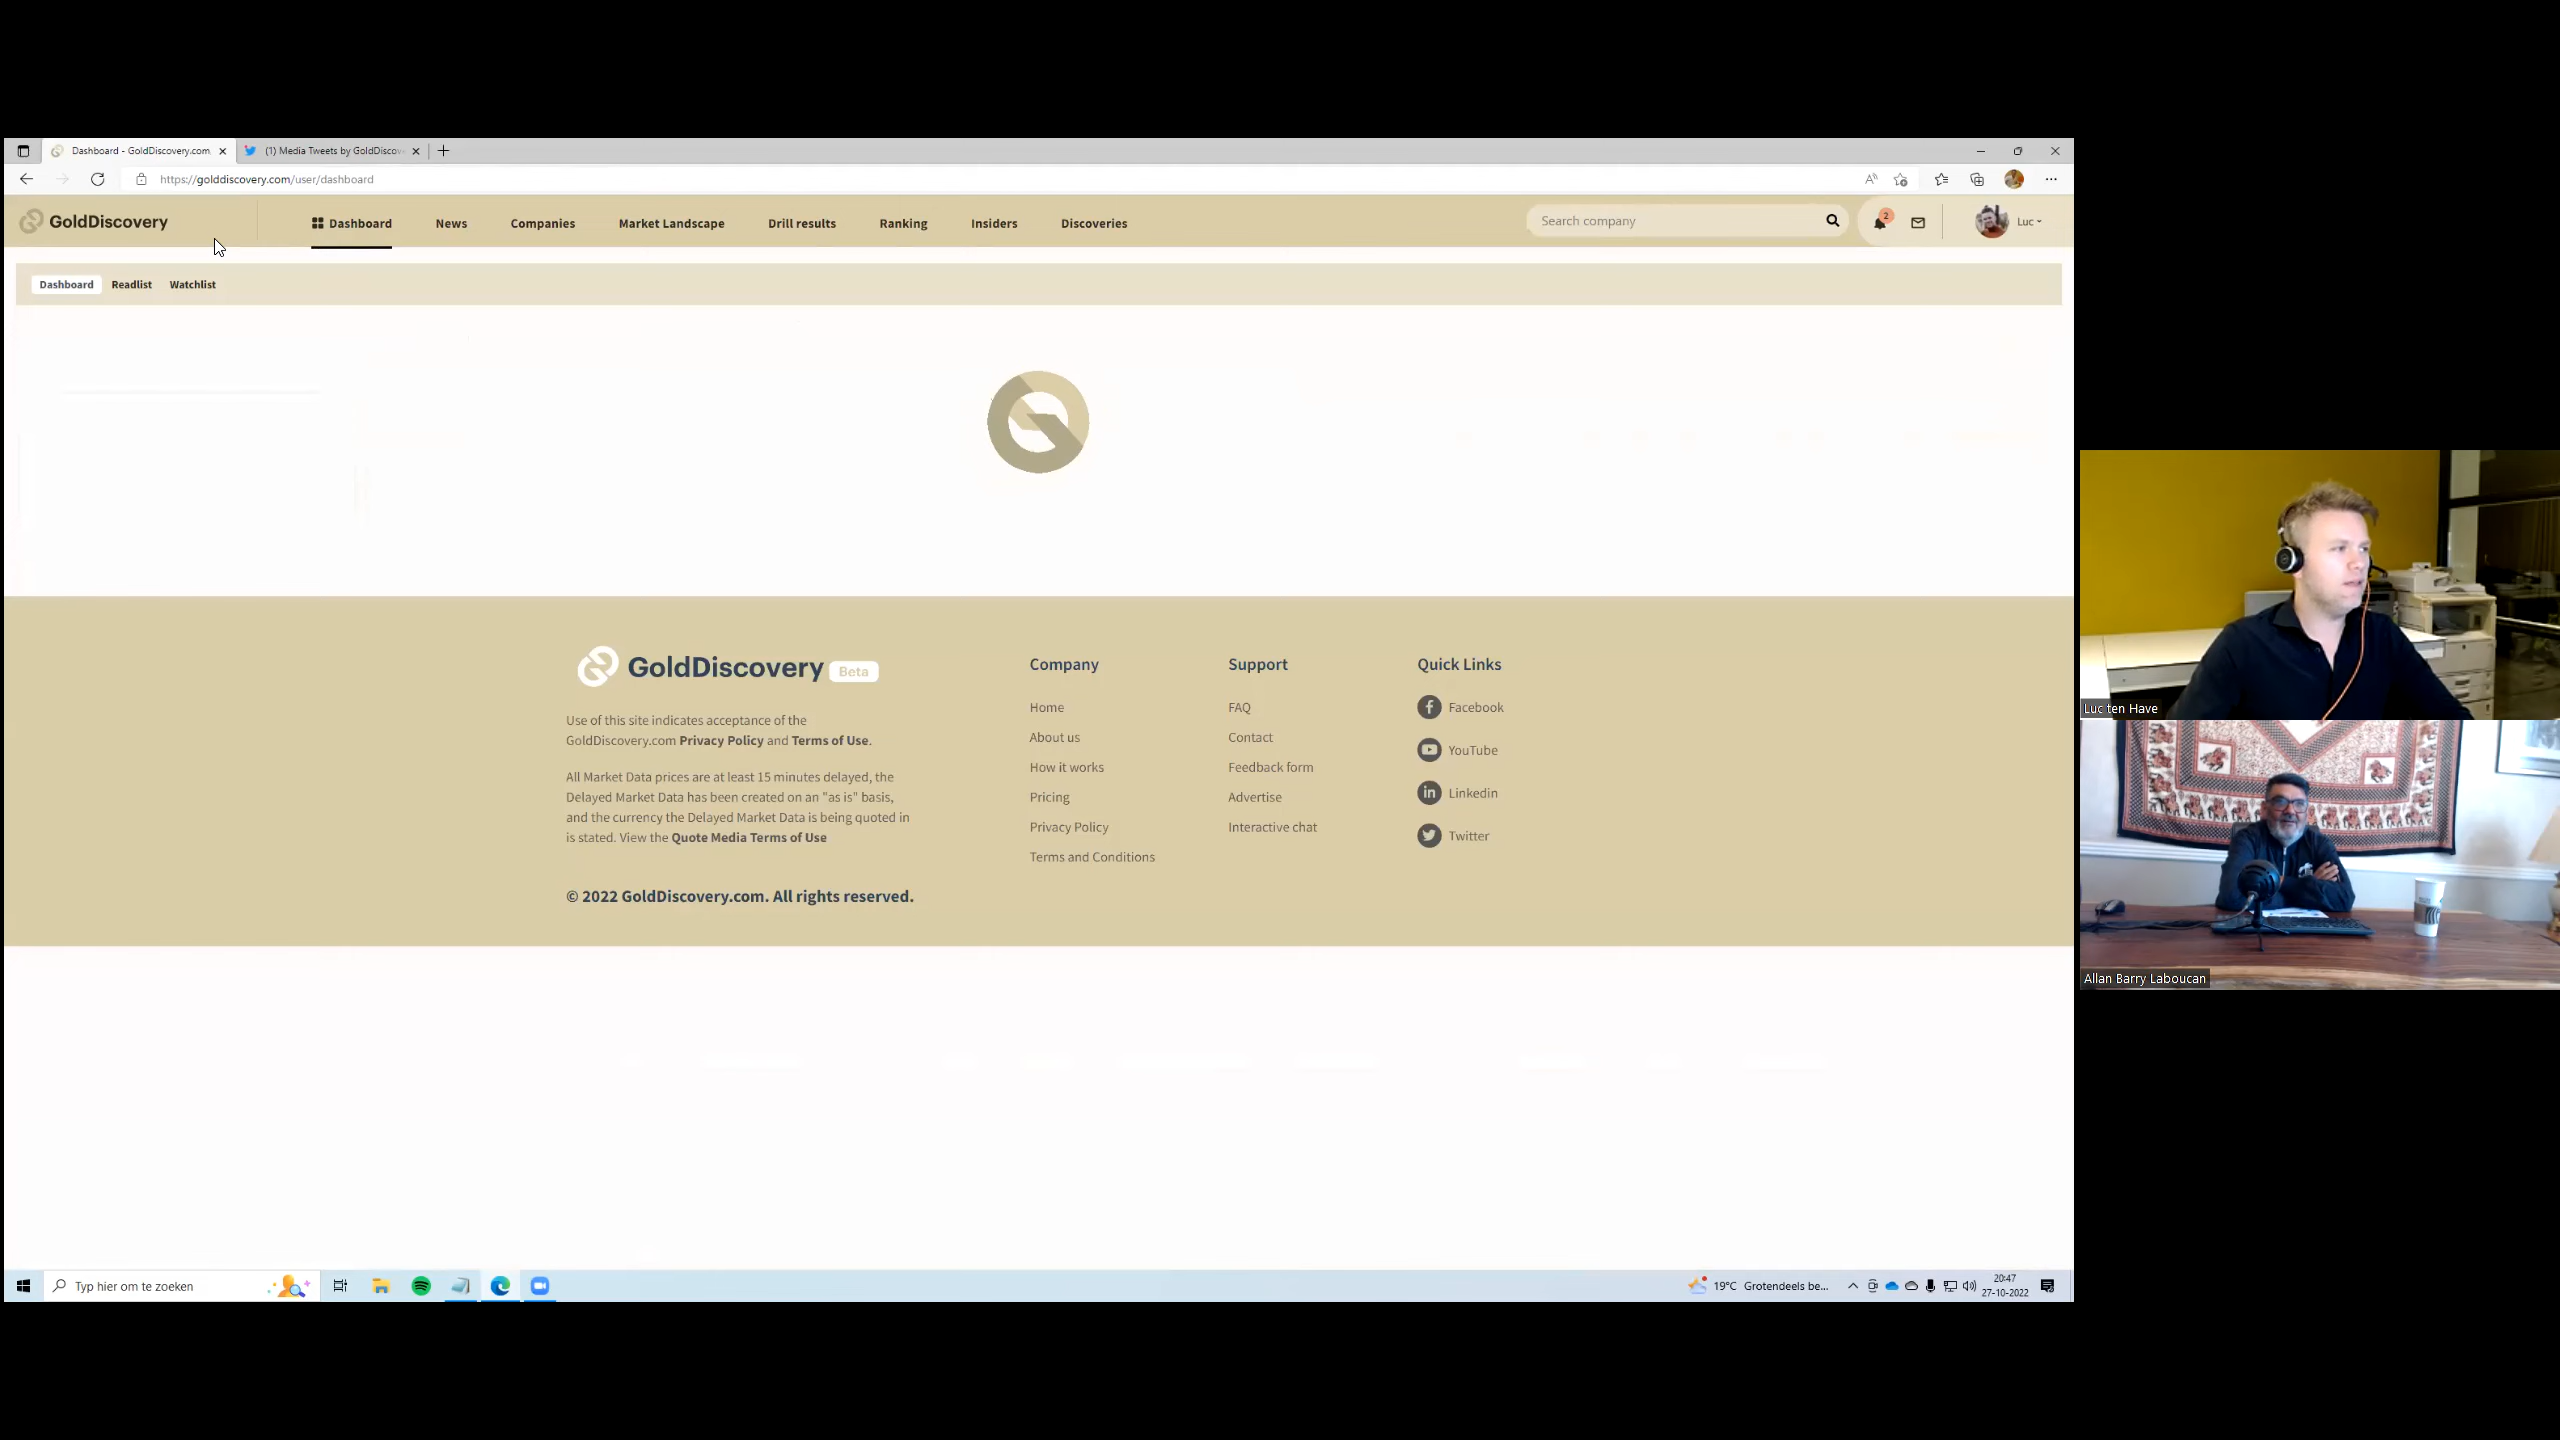 Dashboard - GoldDiscovery.com
(1) Media Tweets by GoldDiscov
https://golddiscovery.com/user/dashboard
GoldDiscovery
Dashboard
News
Companies
Market Landscape
Drill results
Ranking
Insiders
Discoveries
Search company
2
Luc
Dashboard
Readlist
Watchlist
GoldDiscovery Beta
Use of this site indicates acceptance of the
GoldDiscovery.com Privacy Policy and Terms of Use.
All Market Data prices are at least 15 minutes delayed, the
Delayed Market Data has been created on an "as is" basis,
and the currency the Delayed Market Data is being quoted in
is stated. View the Quote Media Terms of Use
© 2022 GoldDiscovery.com. All rights reserved.
Company
Home
About us
How it works
Pricing
Privacy Policy
Terms and Conditions
Support
FAQ
Contact
Feedback form
Advertise
Interactive chat
Quick Links
Facebook
YouTube
Linkedin
Twitter
Luc ten Have
Allan Barry Laboucan
Typ hier om te zoeken
19°C Grotendeels be...
20:47
27-10-2022